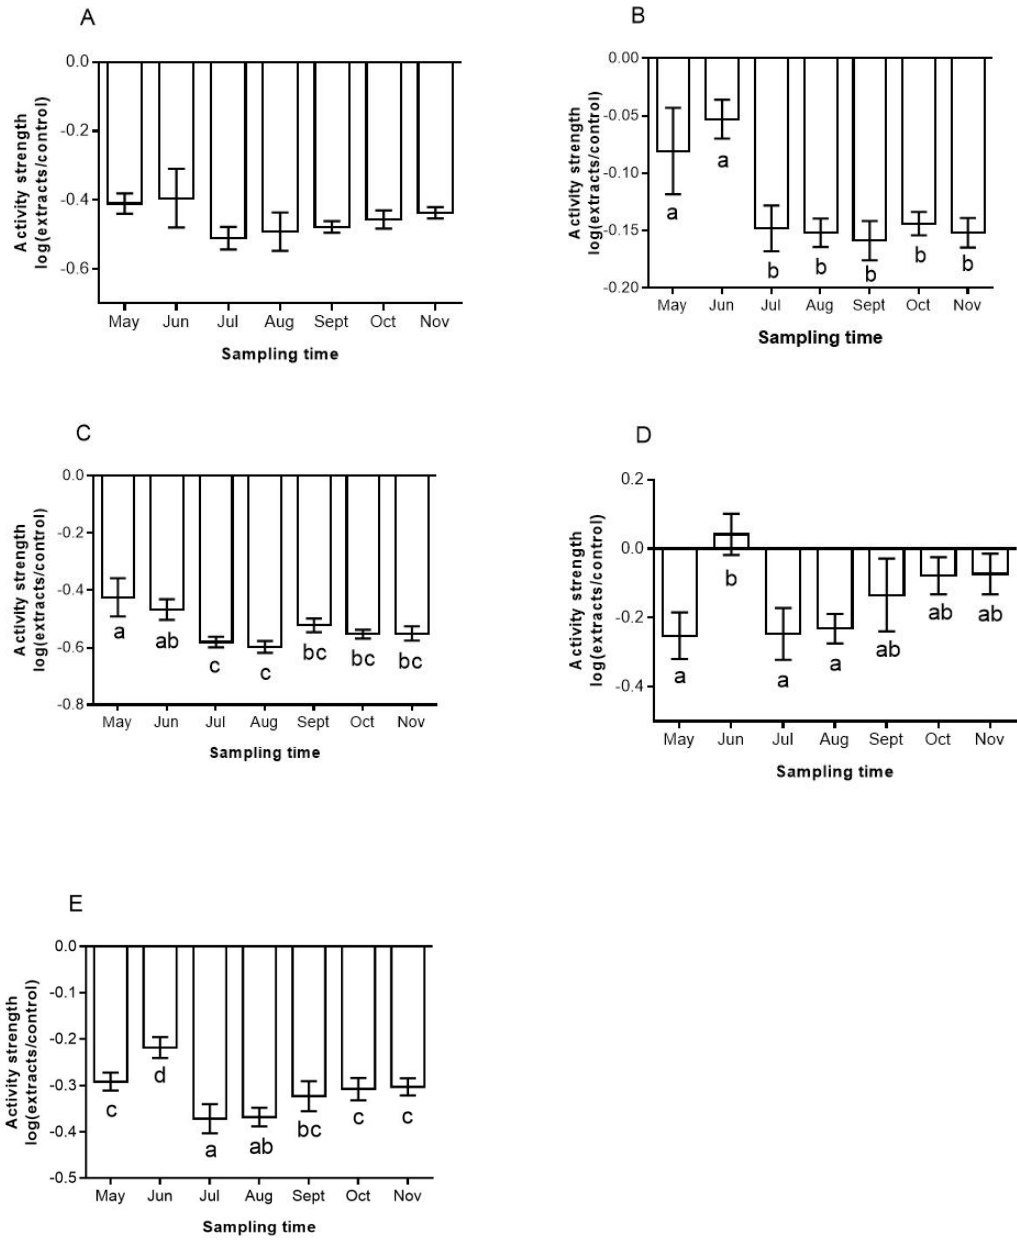 A
0.0
-0.2
-0.4
-0.6
Activity strength
log(extracts/control)
May Jun Jul Aug Sept Oct Nov
Sampling time
B
0.00
-0.05
-0.10
-0.15
-0.20
Activity strength
log(extracts/control)
a a b b b b b
May Jun Jul Aug Sept Oct Nov
Sampling time
C
0.0
-0.2
-0.4
-0.6
-0.8
Activity strength
log(extracts/control)
a ab c c bc bc bc
May Jun Jul Aug Sept Oct Nov
Sampling time
D
0.2
0.0
-0.2
-0.4
Activity strength
log(extracts/control)
a b a a ab ab ab
May Jun Jul Aug Sept Oct Nov
Sampling time
E
0.0
-0.1
-0.2
-0.3
-0.4
-0.5
Activity strength
log(extracts/control)
c d a ab bc c c
May Jun Jul Aug Sept Oct Nov
Sampling time